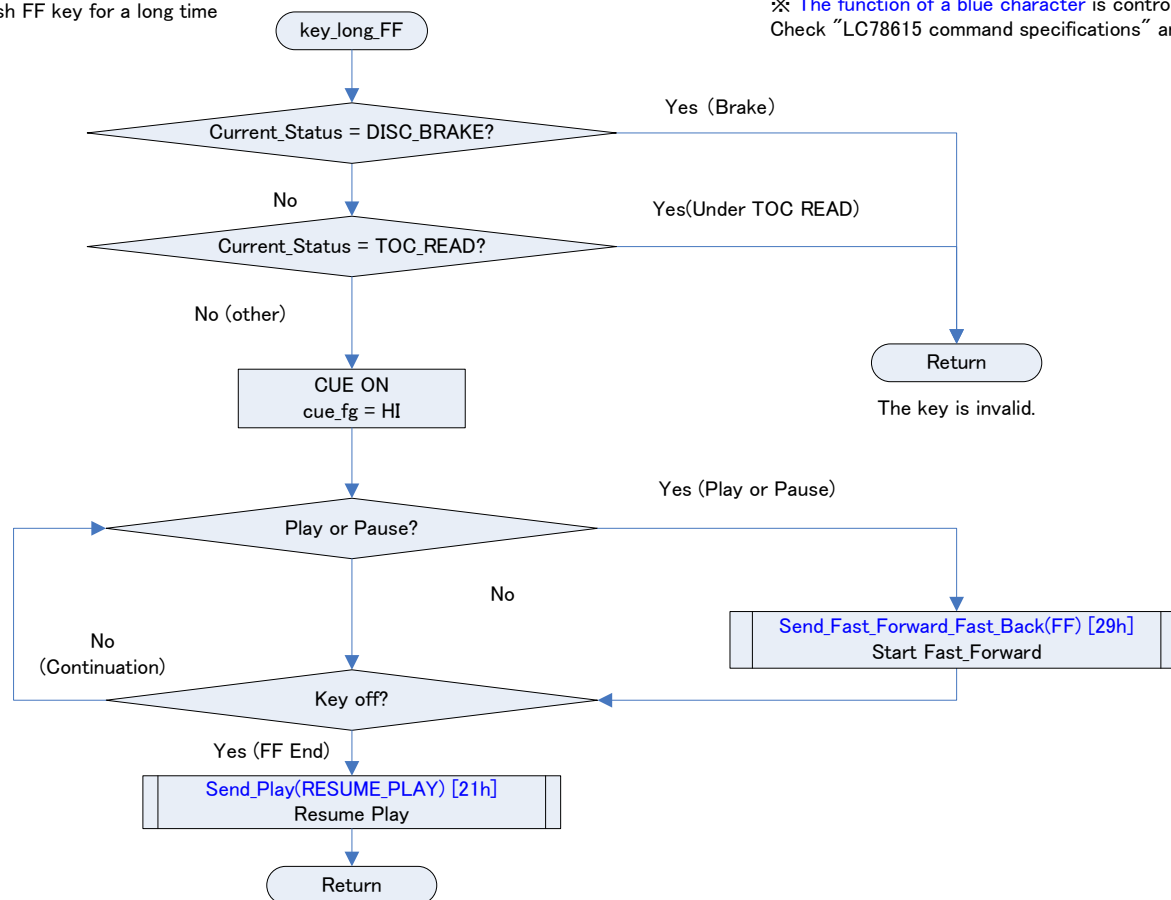 FF key for a long time
※ The function of a blue character is
Check "LC78615 command specifications"
key_long_FF
Current_Status = DISC_BRAKE?
Yes (Brake)
No
Yes(Under TOC READ)
Current_Status = TOC_READ?
No (other)
Return
The key is invalid.
CUE ON
cue_fg = HI
Yes (Play or Pause)
Play or Pause?
No
Send_Fast_Forward_Fast_Back(FF) [29h]
Start Fast_Forward
No
(Continuation)
Key off?
Yes (FF End)
Send_Play(RESUME_PLAY) [21h]
Resume Play
Return